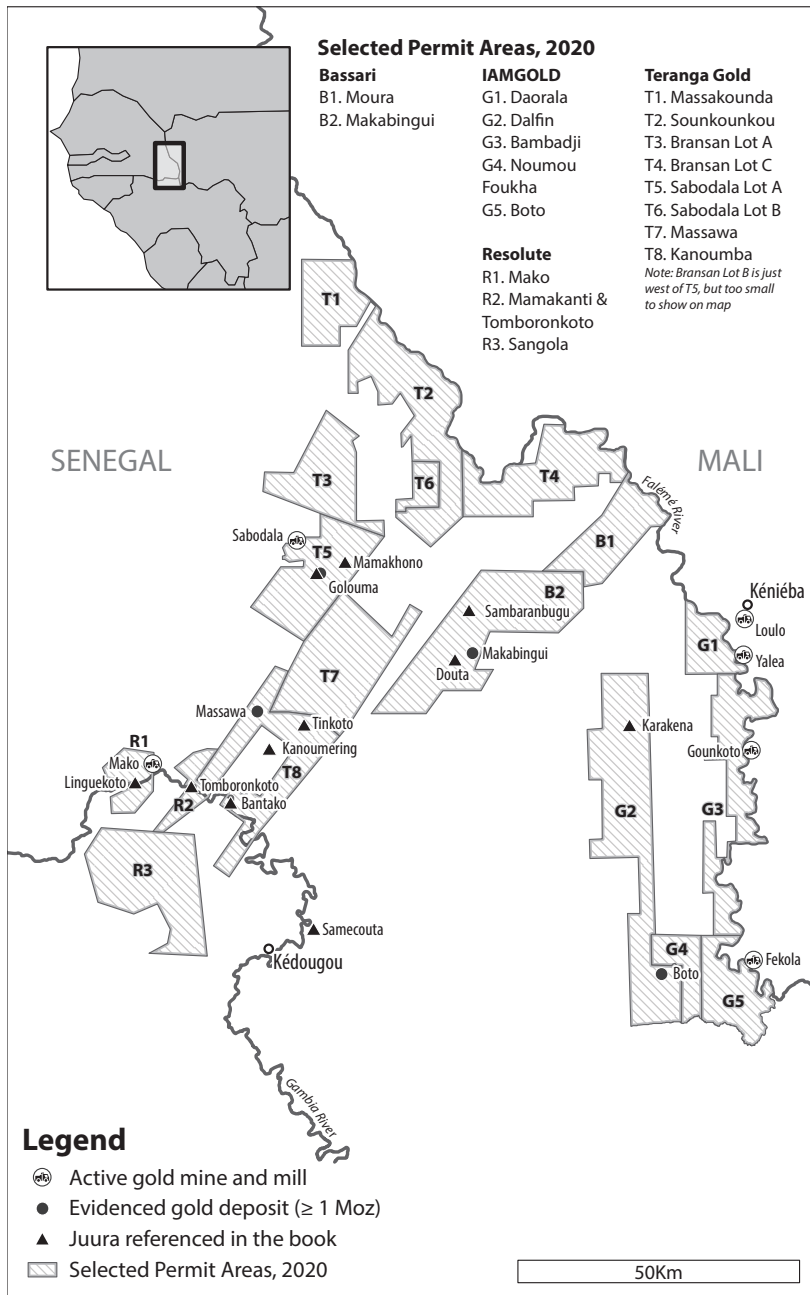 Selected Permit Areas, 2020
Bassari
B1. Moura
B2. Makabingui
IAMGOLD
G1. Daorala
G2. Dalfin
G3. Bambadji
G4. Noumou
Foukha
G5. Boto
Resolute
R1. Mako
R2. Mamakanti &
Tomboronkoto
R3. Sangola
Teranga Gold
T1. Massakounda
T2. Sounkounkou
T3. Bransan Lot A
T4. Bransan Lot C
T5. Sabodala Lot A
T6. Sabodala Lot B
T7. Massawa
T8. Kanoumba
Note: Bransan Lot B is just
west of T5, but too small
to show on map
T1
T2
SENEGAL
MALI
T3
T6
T4
Falémé River
Sabodala
T5
Mamakhono
Golouma
B1
B2
Sambaranbugu
Kéniéba
Loulo
G1
Yalea
Makabingui
Douta
T7
Massawa
Tinkoto
Karakena
R1
Kanoumering
Gounkoto
Mako
Linguekoto
T8
Tomboronkoto
R2
Bantako
G2
G3
R3
Samecouta
Kédougou
G4
Boto
Fekola
G5
Gambia River
Legend
Active gold mine and mill
Evidenced gold deposit (≥ 1 Moz)
Juura referenced in the book
Selected Permit Areas, 2020
50Km